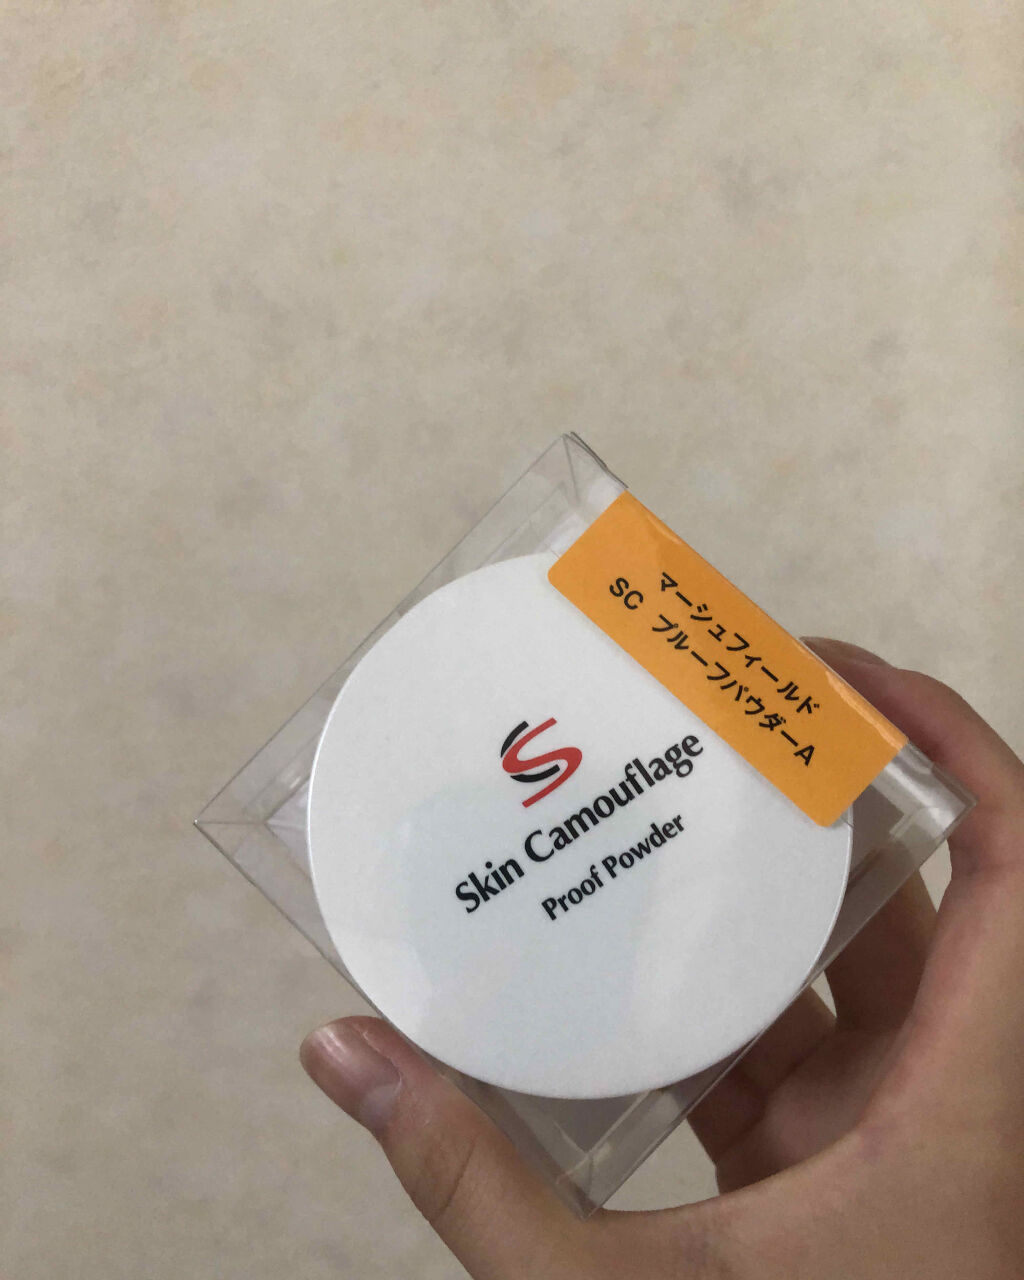 マーシュフィールド
SC プルーフパウダーA
Skin Camouflage
Proof Powder